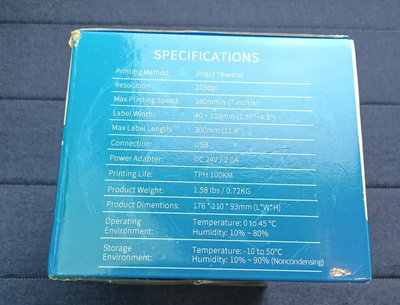 SPECIFICATIONS
Printing Method: Direct Thermal
Resolution: 203dpi
Max Printing Speed: 180mm/s (7 inch/s)
Label Width: 40 ~ 110mm (1.57"~4.3")
Max Label Length: 300mm (11.8")
Connection: USB
Power Adapter: DC 24V / 2.0A
Printing Life: TPH 100KM
Product Weight: 1.58 lbs / 0.72KG
Product Dimentions: 176 *110 * 93mm (L*W*H)
Operating Temperature: 0 to 45 °C
Environment: Humidity: 10% ~ 80%
Storage Temperature: -10 to 50°C
Environment: Humidity: 10% ~ 90% (Noncondensing)